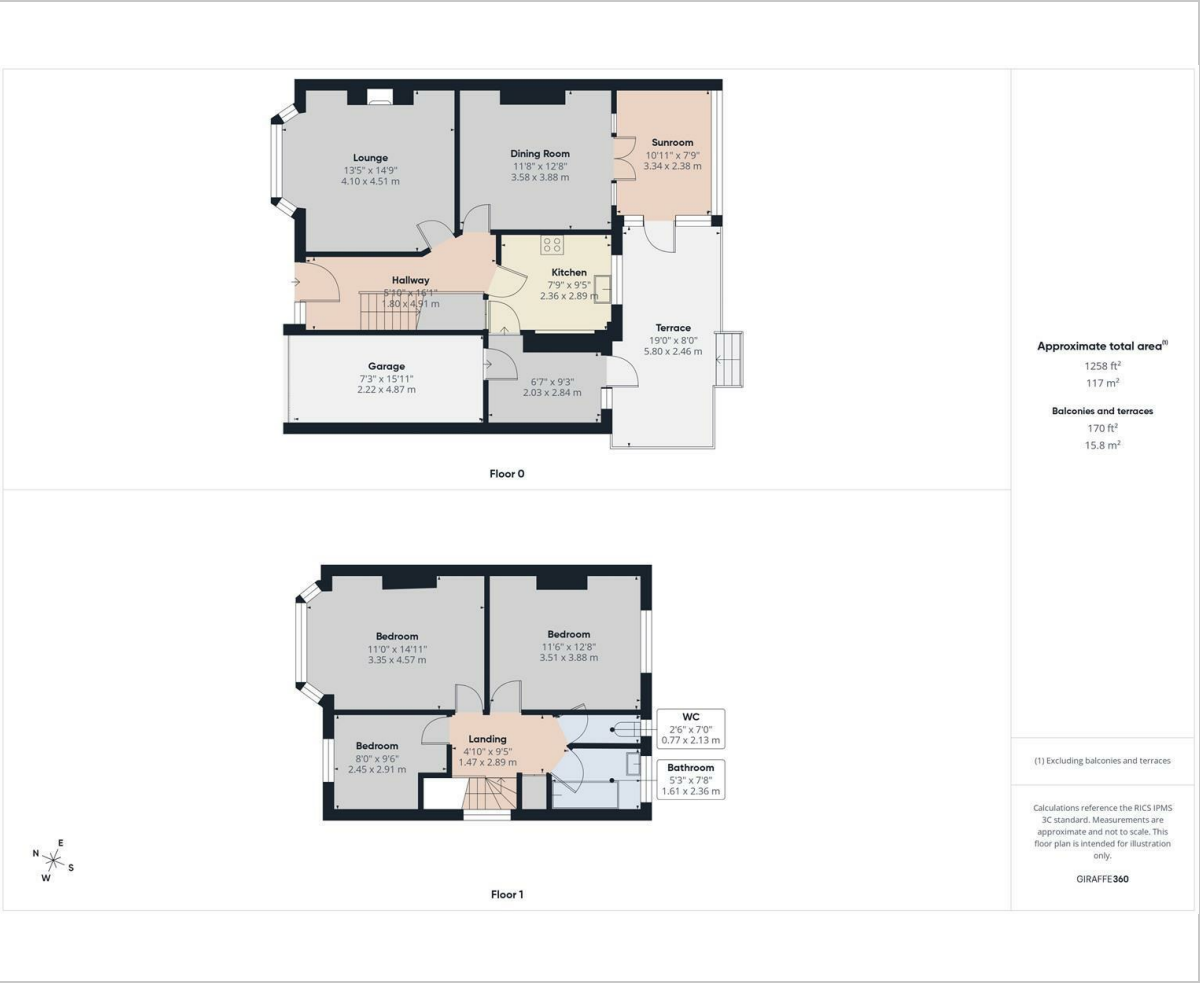 Lounge
13'5" x 14'9"
4.10 x 4.51 m
Dining Room
11'8" x 12'8"
3.58 x 3.88 m
Sunroom
10'11" x 7'9"
3.34 x 2.38 m
Hallway
5'10" x 16'1"
1.80 x 4.91 m
Kitchen
7'9" x 9'5"
2.36 x 2.89 m
Terrace
19'0" x 8'0"
5.80 x 2.46 m
Garage
7'3" x 15'11"
2.22 x 4.87 m
6'7" x 9'3"
2.03 x 2.84 m
Floor 0
Bedroom
11'0" x 14'11"
3.35 x 4.57 m
Bedroom
11'6" x 12'8"
3.51 x 3.88 m
WC
2'6" x 7'0"
0.77 x 2.13 m
Bedroom
8'0" x 9'6"
2.45 x 2.91 m
Landing
4'10" x 9'5"
1.47 x 2.89 m
Bathroom
5'3" x 7'8"
1.61 x 2.36 m
E
N
S
W
Floor 1
Approximate total area⁽¹⁾
1258 ft²
117 m²
Balconies and terraces
170 ft²
15.8 m²
(1) Excluding balconies and terraces
Calculations reference the RICS IPMS
3C standard. Measurements are
approximate and not to scale. This
floor plan is intended for illustration
only.
GIRAFFE360